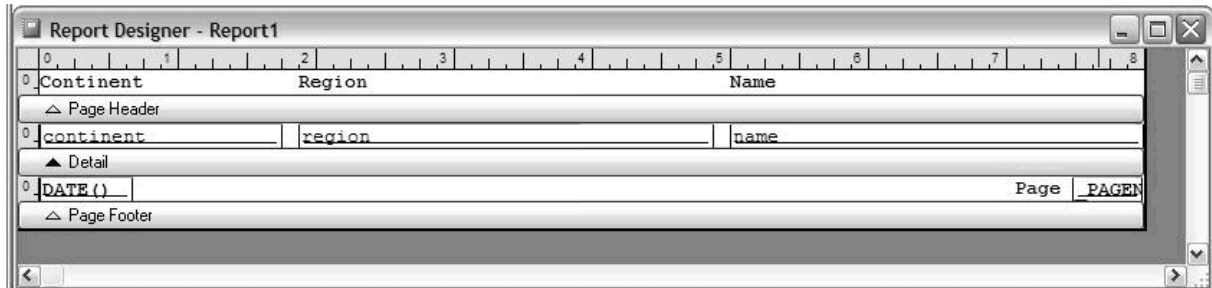 Report Designer - Report1
0 1 2 3 4 5 6 7 8
0 Continent Region Name
Page Header
0 continent region name
Detail
0 DATE() Page _PAGEN
Page Footer